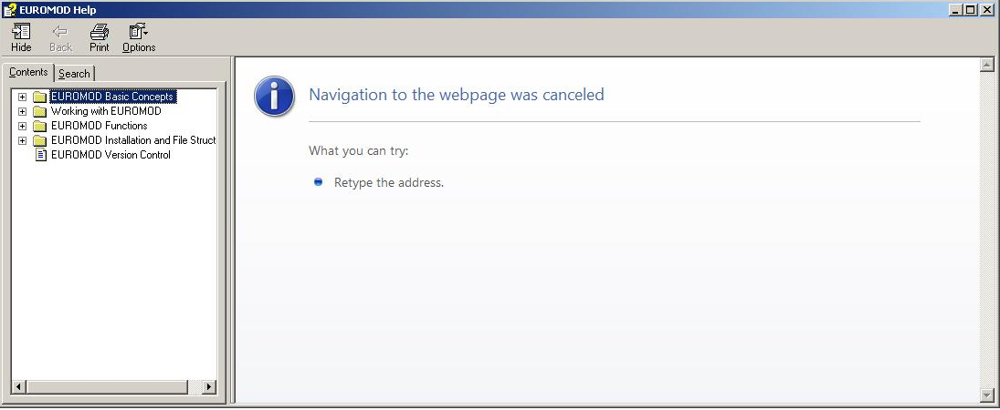 EUROMOD Help
Hide Back Print Options
Contents Search
EUROMOD Basic Concepts
Working with EUROMOD
EUROMOD Functions
EUROMOD Installation and File Struct
EUROMOD Version Control
Navigation to the webpage was canceled
What you can try:
Retype the address.